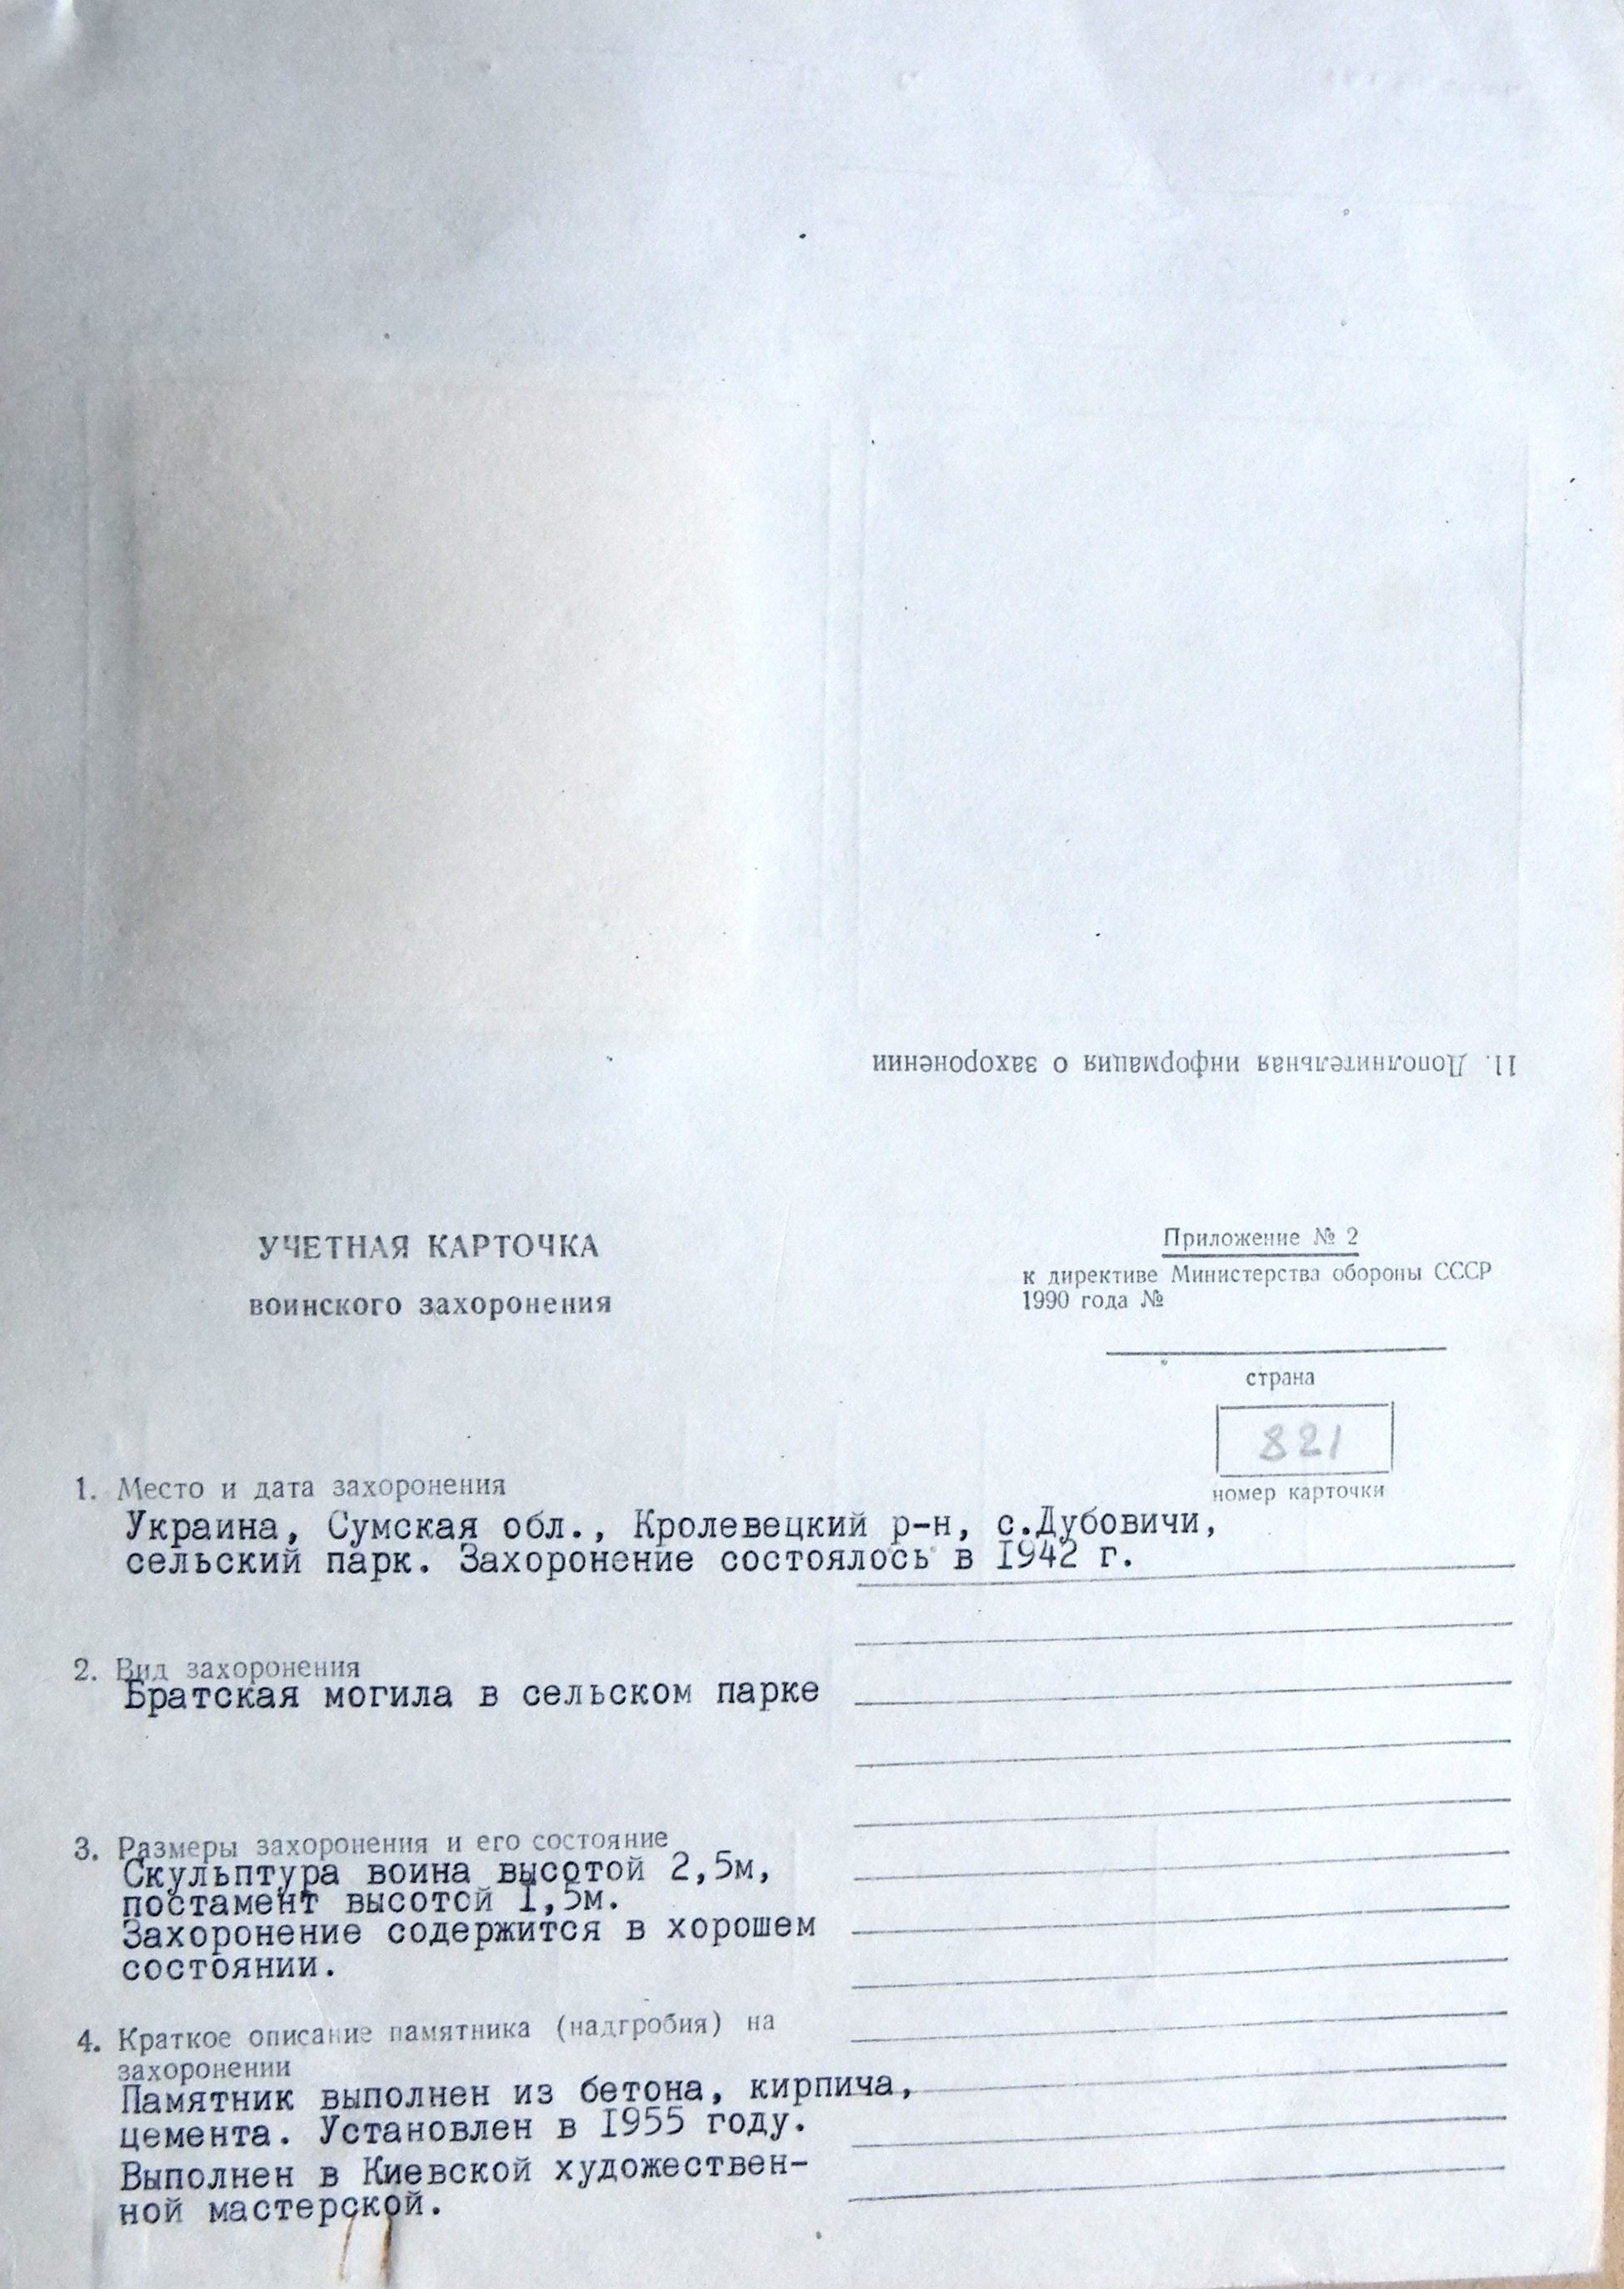 11. Дополнительная информация о захоронении
УЧЕТНАЯ КАРТОЧКА
воинского захоронения
Приложение № 2
к директиве Министерства обороны СССР
1990 года №
страна
821
номер карточки
1. Место и дата захоронения
Украина, Сумская обл., Кролевецкий р-н, с.Дубовичи,
сельский парк. Захоронение состоялось в 1942 г.
2. Вид захоронения
Братская могила в сельском парке
3. Размеры захоронения и его состояние
Скульптура воина высотой 2,5м,
постамент высотой 1,5м.
Захоронение содержится в хорошем
состоянии.
4. Краткое описание памятника (надгробия) на
захоронении
Памятник выполнен из бетона, кирпича,
цемента. Установлен в 1955 году.
Выполнен в Киевской художествен-
ной мастерской.